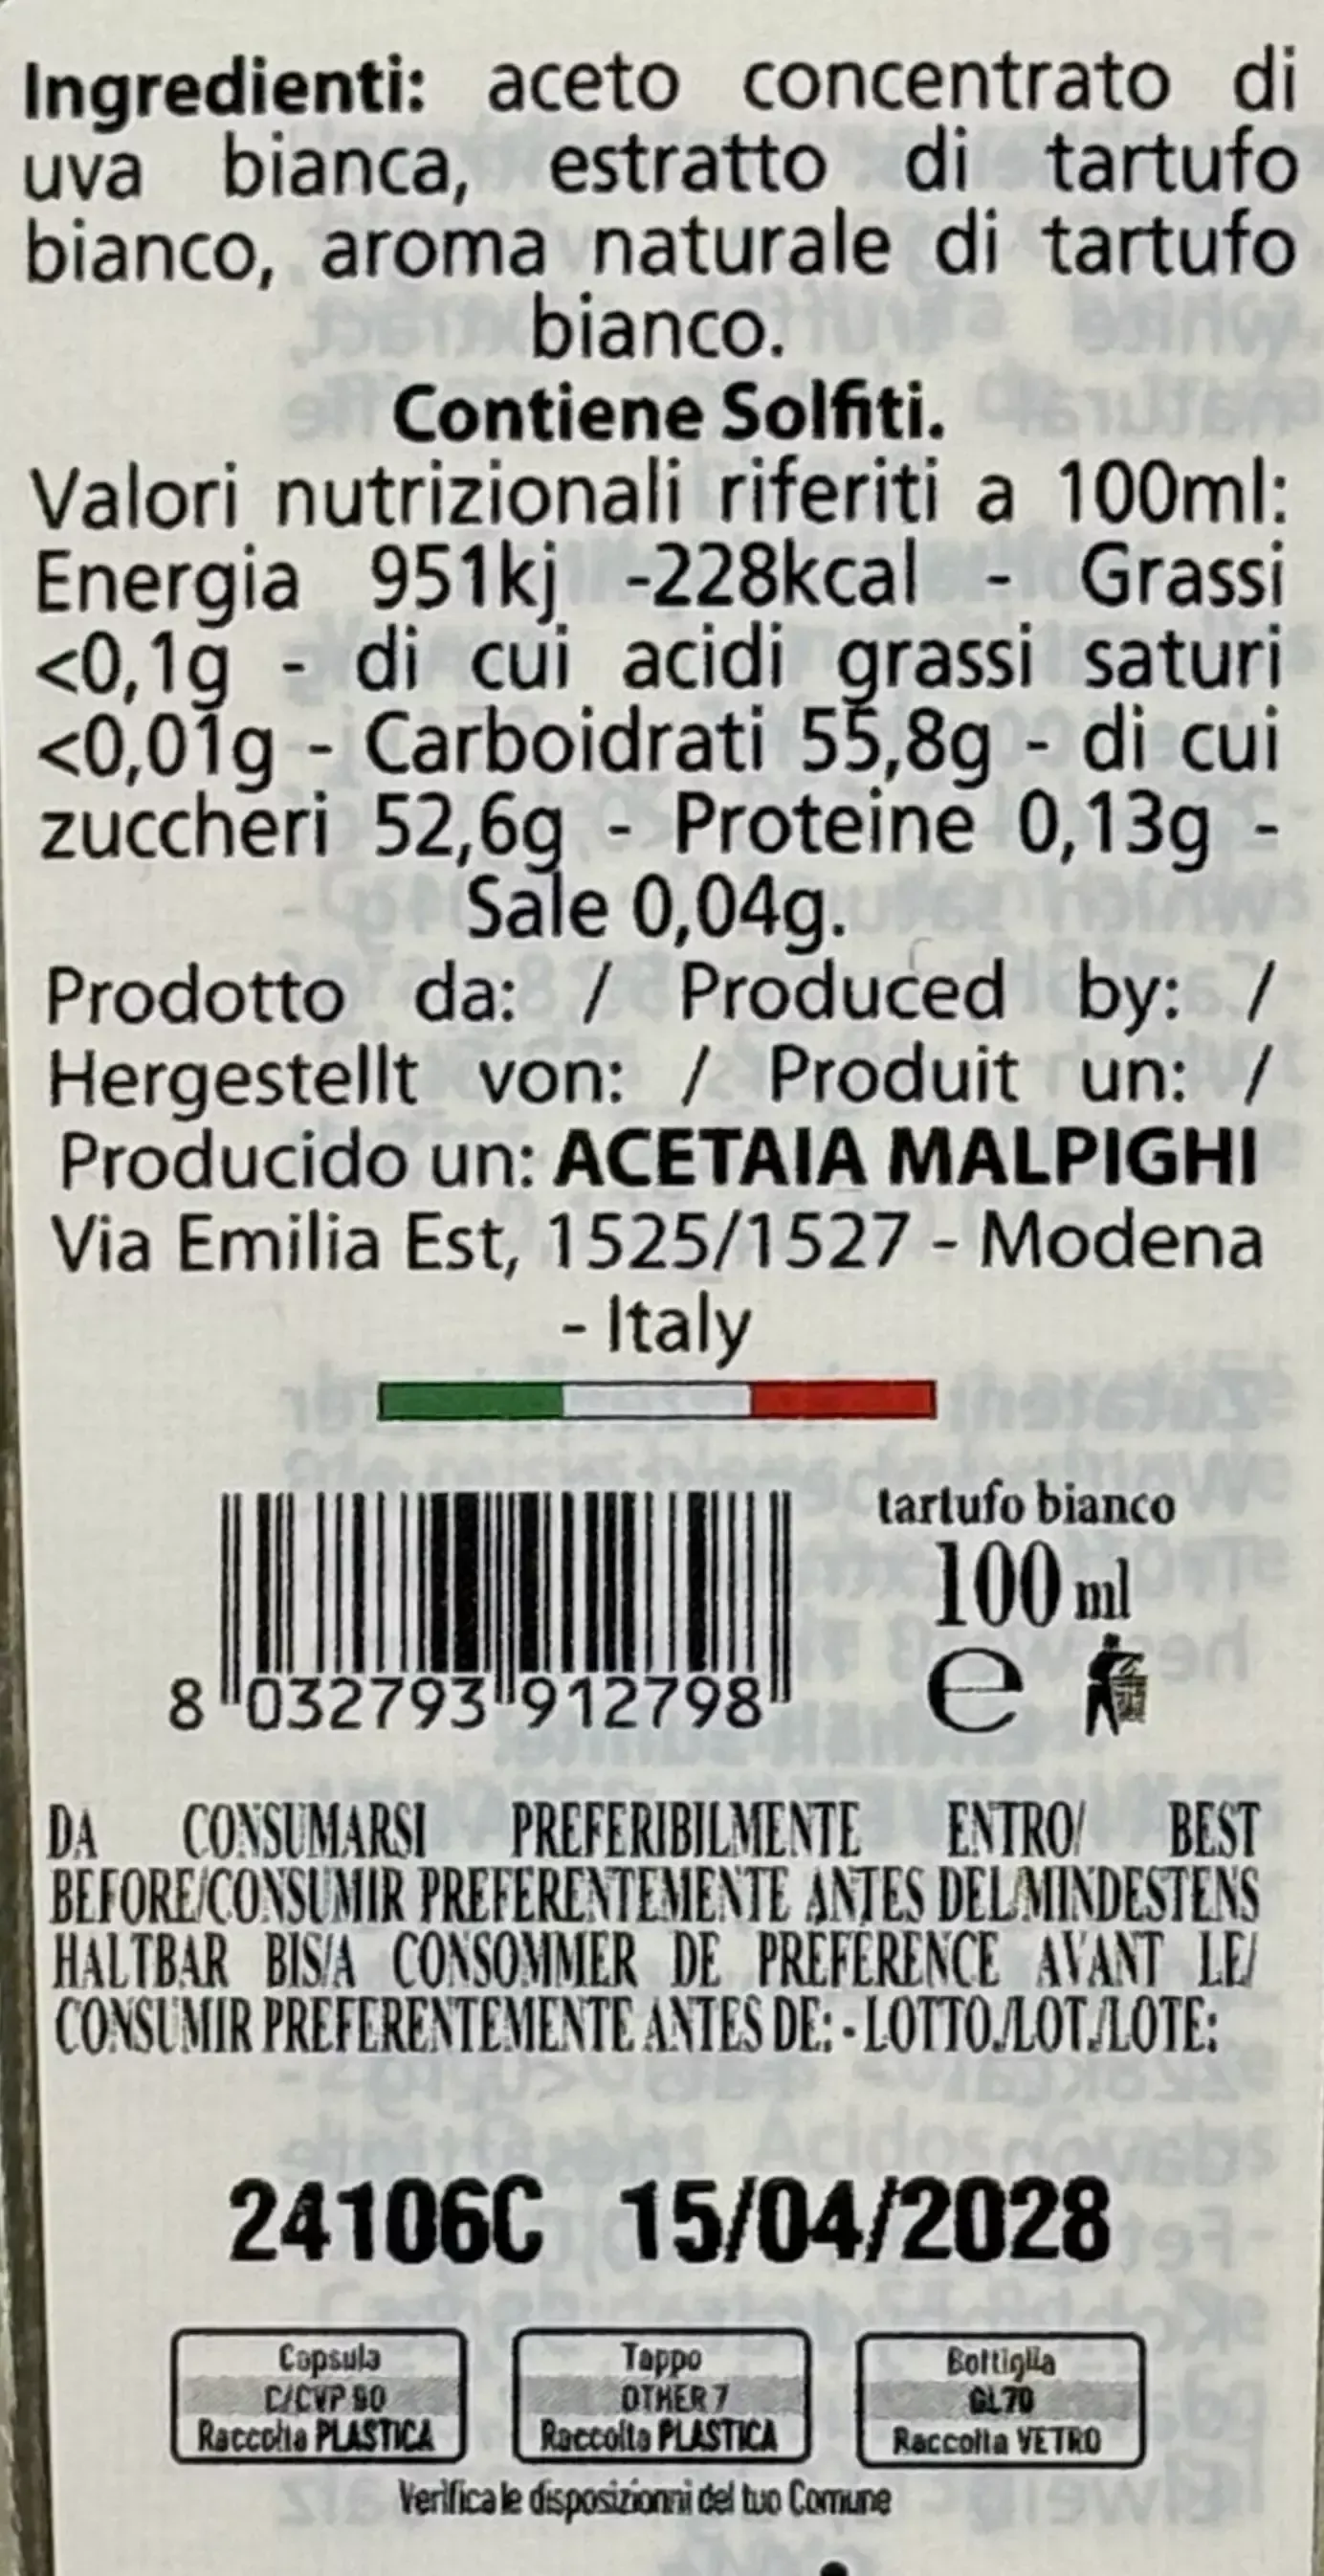 Ingredienti: aceto concentrato di
uva bianca, estratto di tartufo
bianco, aroma naturale di tartufo
bianco.
Contiene Solfiti.
Valori nutrizionali riferiti a 100ml:
Energia 951kj -228kcal - Grassi
<0,1g - di cui acidi grassi saturi
<0,01g - Carboidrati 55,8g - di cui
zuccheri 52,6g - Proteine 0,13g -
Sale 0,04g.
Prodotto da: / Produced by: /
Hergestellt von: / Produit un: /
Producido un: ACETAIA MALPIGHI
Via Emilia Est, 1525/1527 - Modena
- Italy
tartufo bianco
100 ml
e
8 032793 912798
DA CONSUMARSI PREFERIBILMENTE ENTRO/ BEST
BEFORE/CONSUMIR PREFERENTEMENTE ANTES DEL/MINDESTENS
HALTBAR BIS/A CONSOMMER DE PREFERENCE AVANT LE/
CONSUMIR PREFERENTEMENTE ANTES DE: - LOTTO./LOT./LOTE:
24106C 15/04/2028
Capsula
C/CVP 90
Raccolta PLASTICA
Tappo
OTHER 7
Raccolta PLASTICA
Bottiglia
GL70
Raccolta VETRO
Verifica le disposizionni del tuo Comune